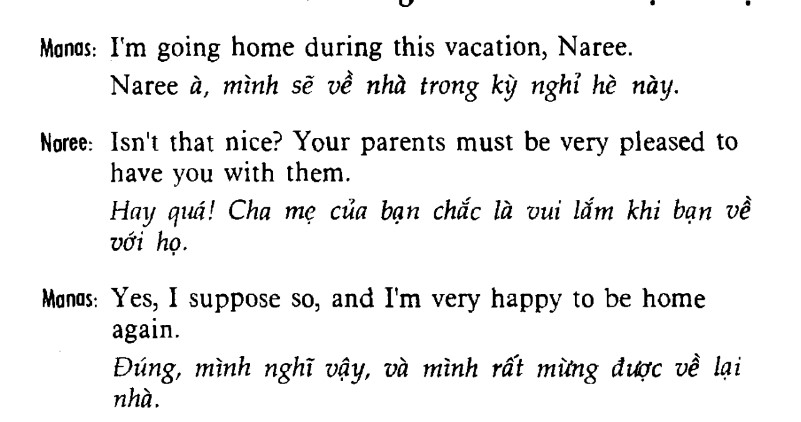 Manas: I'm going home during this vacation, Naree.
Naree à, mình sẽ về nhà trong kỳ nghỉ hè này.
Naree: Isn't that nice? Your parents must be very pleased to
have you with them.
Hay quá! Cha mẹ của bạn chắc là vui lắm khi bạn về
với họ.
Manas: Yes, I suppose so, and I'm very happy to be home
again.
Đúng, mình nghĩ vậy, và mình rất mừng được về lại
nhà.